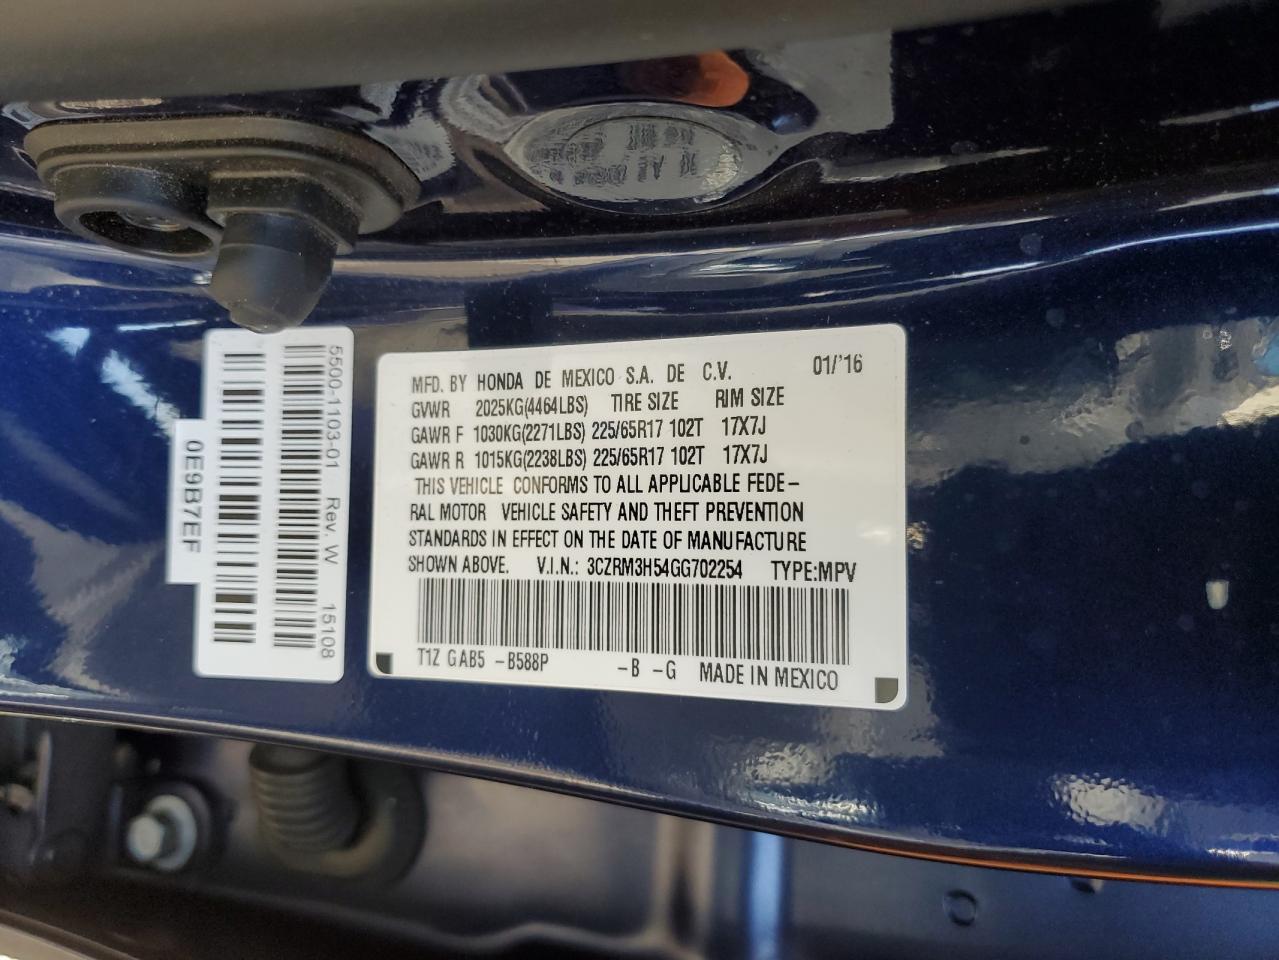 MFD. BY HONDA DE MEXICO S.A. DE C.V. 01/'16
GVWR 2025KG(4464LBS) TIRE SIZE RIM SIZE
GAWR F 1030KG(2271LBS) 225/65R17 102T 17X7J
GAWR R 1015KG(2238LBS) 225/65R17 102T 17X7J
THIS VEHICLE CONFORMS TO ALL APPLICABLE FEDE-
RAL MOTOR VEHICLE SAFETY AND THEFT PREVENTION
STANDARDS IN EFFECT ON THE DATE OF MANUFACTURE
SHOWN ABOVE. V.I.N.: 3CZRM3H54GG702254 TYPE:MPV
T1Z GAB5 -B588P -B -G MADE IN MEXICO
5500-1103-01 Rev. W 15108
0E9B7EF